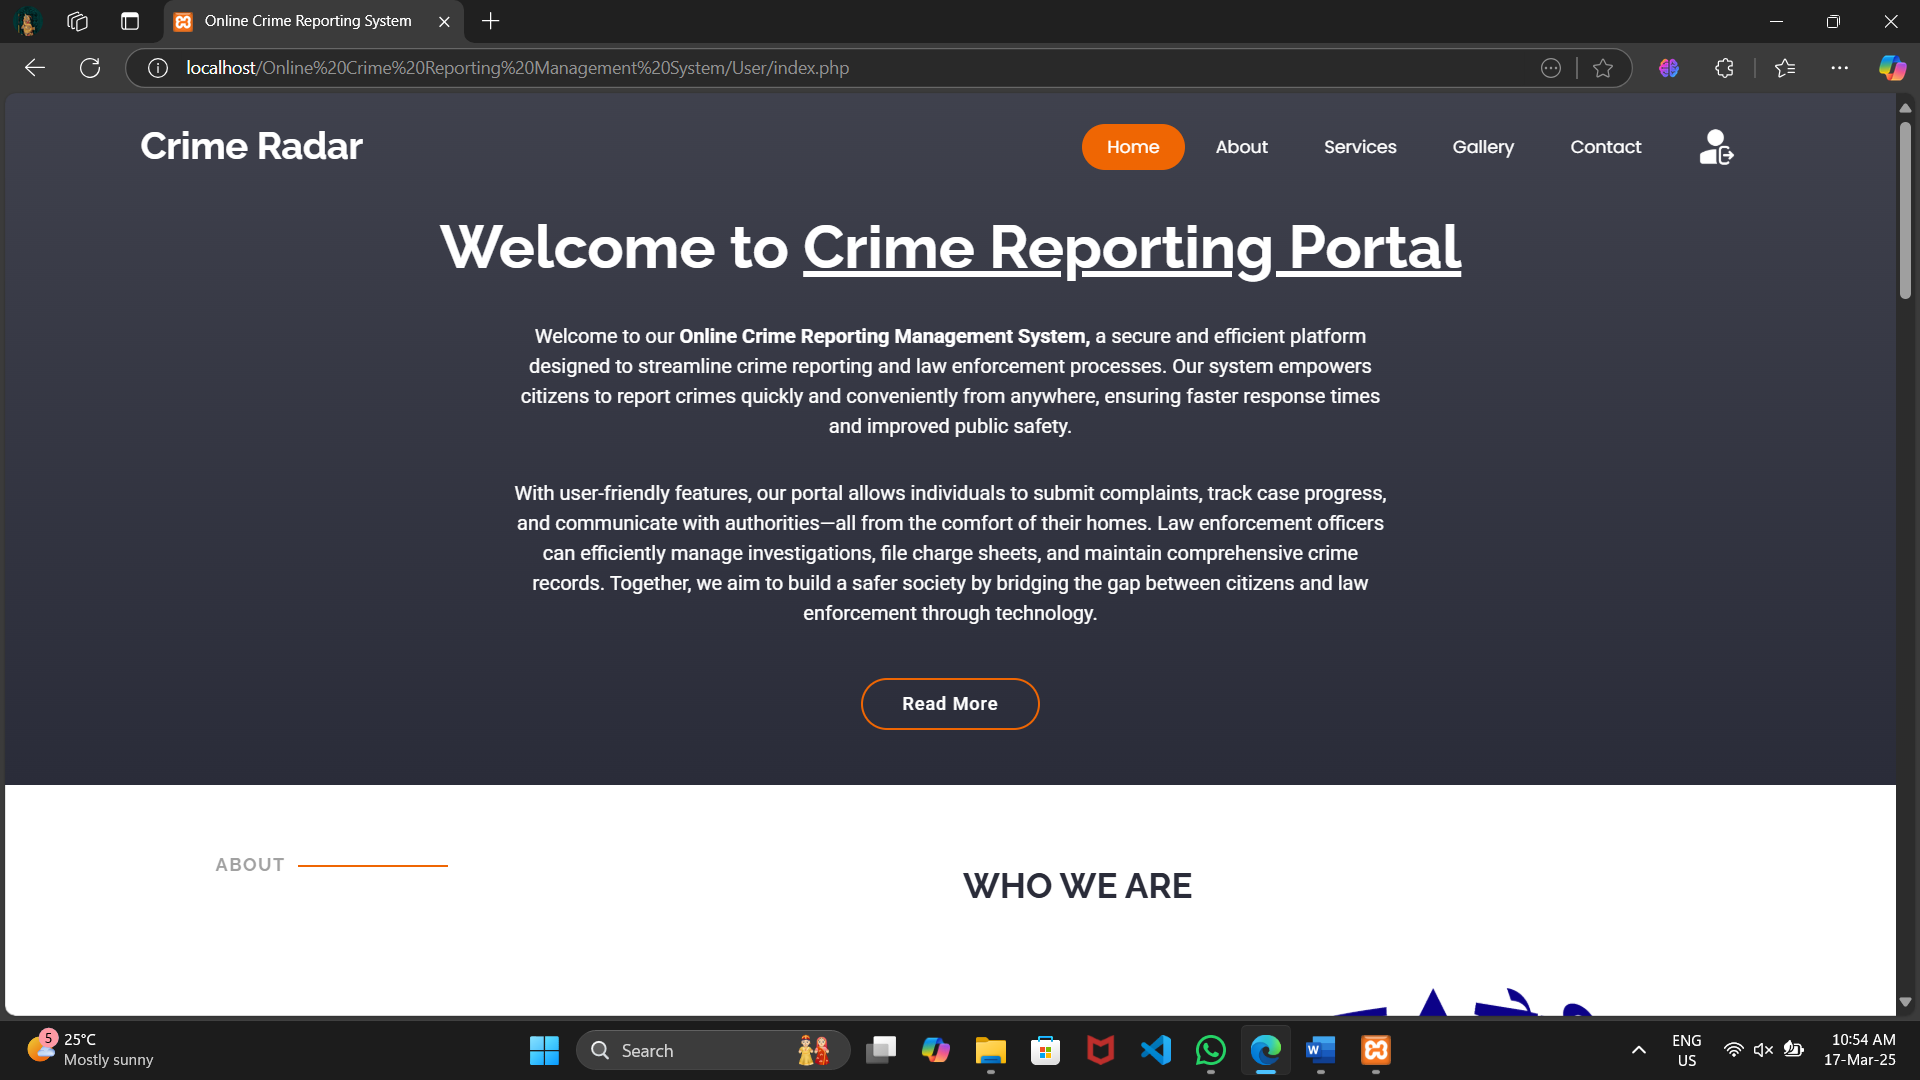 Online Crime Reporting System
localhost/Online%20Crime%20Reporting%20Management%20System/User/index.php
Crime Radar
Home
About
Services
Gallery
Contact
Welcome to Crime Reporting Portal
Welcome to our Online Crime Reporting Management System, a secure and efficient platform
designed to streamline crime reporting and law enforcement processes. Our system empowers
citizens to report crimes quickly and conveniently from anywhere, ensuring faster response times
and improved public safety.
With user-friendly features, our portal allows individuals to submit complaints, track case progress,
and communicate with authorities—all from the comfort of their homes. Law enforcement officers
can efficiently manage investigations, file charge sheets, and maintain comprehensive crime
records. Together, we aim to build a safer society by bridging the gap between citizens and law
enforcement through technology.
Read More
ABOUT
WHO WE ARE
5
25°C
Mostly sunny
Search
W
ENG
US
10:54 AM
17-Mar-25